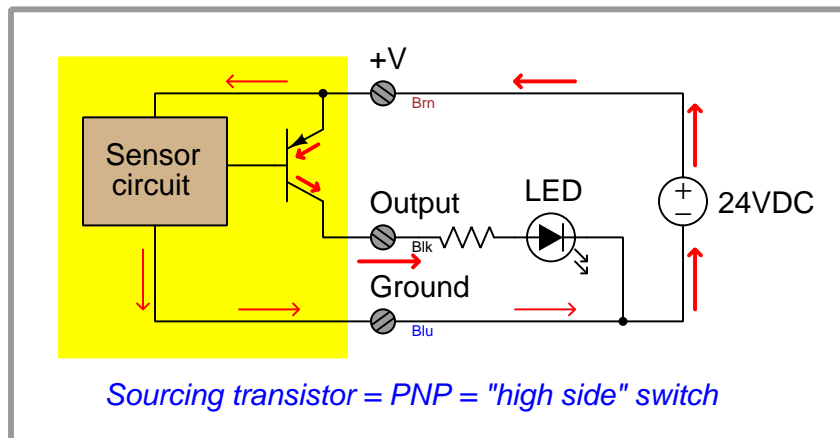 +V
Brn
Sensor
circuit
Output
LED
24VDC
Blk
Ground
Blu
Sourcing transistor = PNP = "high side" switch